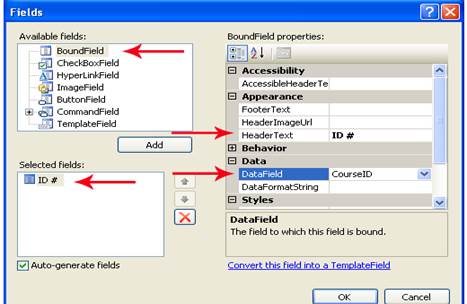 Fields
Available fields:
BoundField
CheckBoxField
HyperLinkField
ImageField
ButtonField
CommandField
TemplateField
Add
Selected fields:
ID #
Auto-generate fields
BoundField properties:
Accessibility
AccessibleHeaderTe
Appearance
FooterText
HeaderImageUrl
HeaderText ID #
Behavior
Data
DataField CourseID
DataFormatString
Styles
DataField
The field to which this field is bound.
Convert this field into a TemplateField
OK Cancel